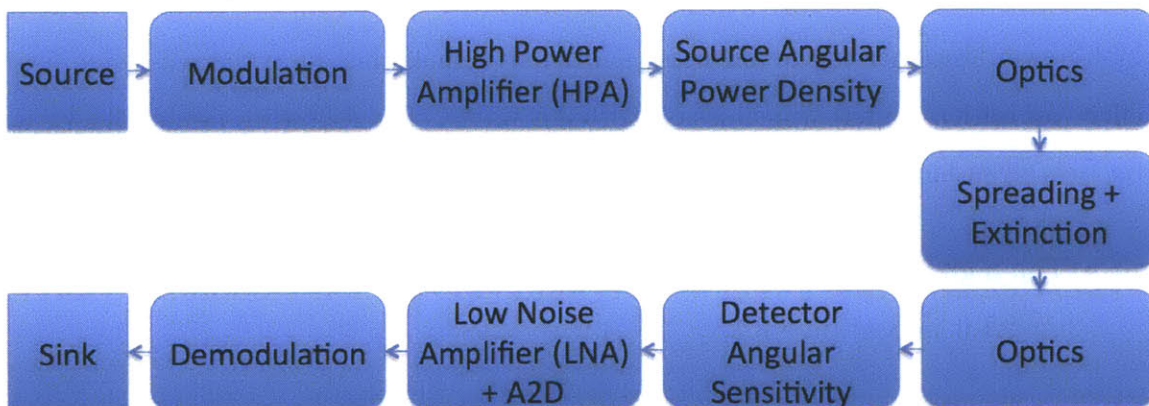 Source
Modulation
High Power
Amplifier (HPA)
Source Angular
Power Density
Optics
Spreading +
Extinction
Sink
Demodulation
Low Noise
Amplifier (LNA)
+ A2D
Detector
Angular
Sensitivity
Optics